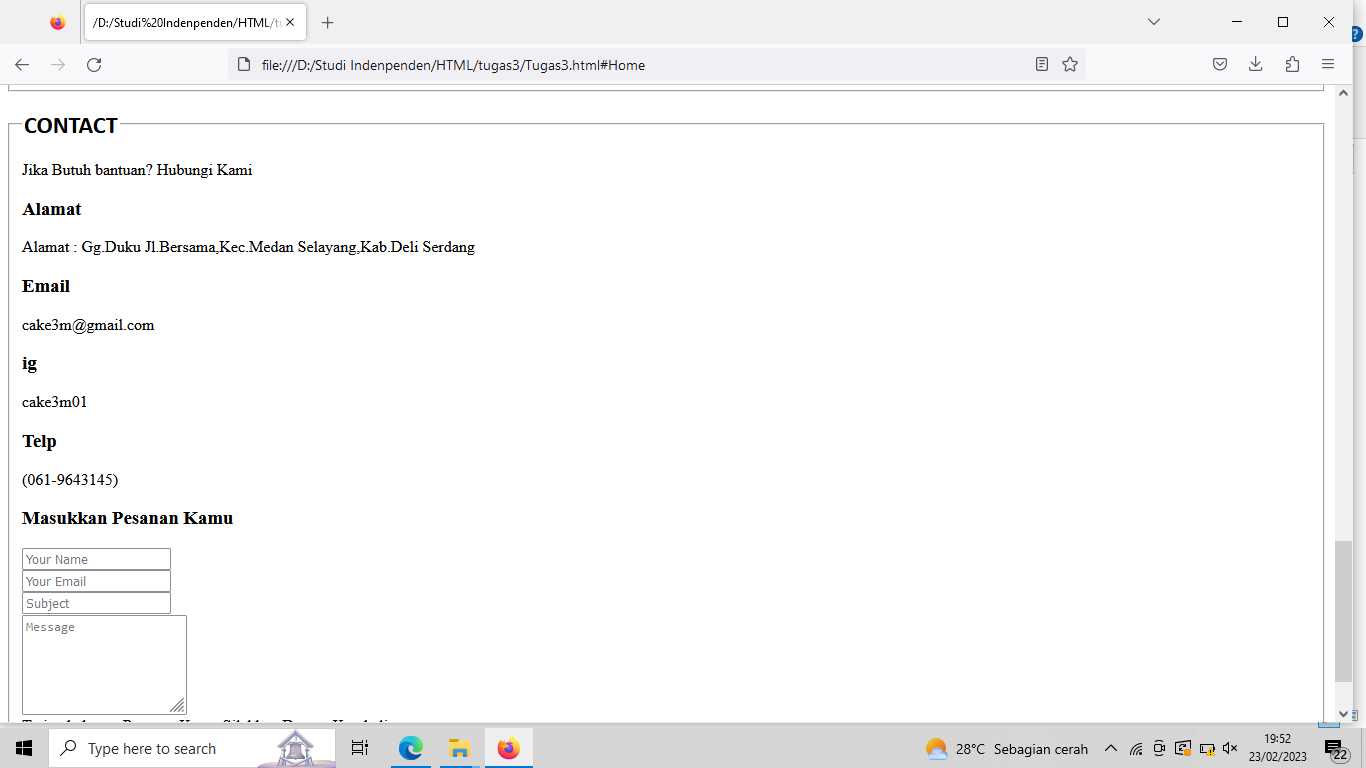 /D:/Studi%20Indenpenden/HTML/tu
file:///D:/Studi Indenpenden/HTML/tugas3/Tugas3.html#Home
CONTACT
Jika Butuh bantuan? Hubungi Kami
Alamat
Alamat : Gg.Duku Jl.Bersama,Kec.Medan Selayang,Kab.Deli Serdang
Email
cake3m@gmail.com
ig
cake3m01
Telp
(061-9643145)
Masukkan Pesanan Kamu
Your Name
Your Email
Subject
Message
Type here to search
28°C Sebagian cerah
19:52
23/02/2023
22